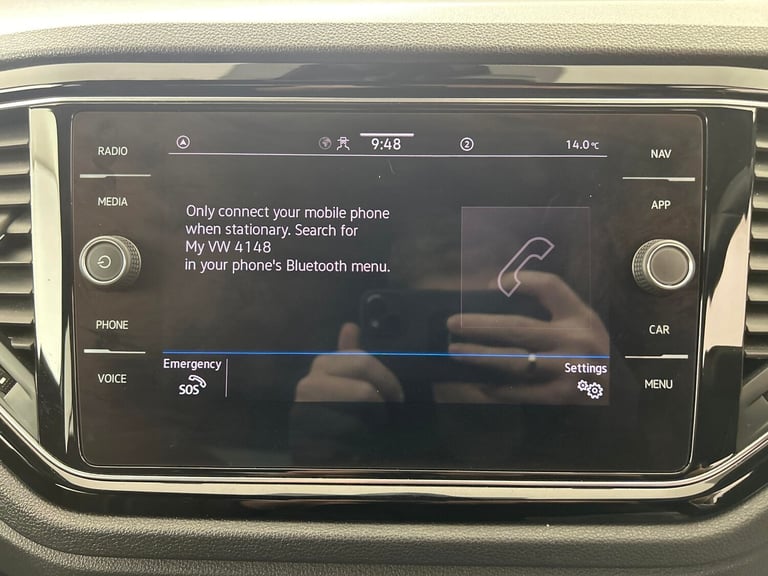 RADIO
MEDIA
PHONE
VOICE
9:48
2
14.0°C
Only connect your mobile phone
when stationary. Search for
My VW 4148
in your phone's Bluetooth menu.
Emergency
SOS
Settings
NAV
APP
CAR
MENU